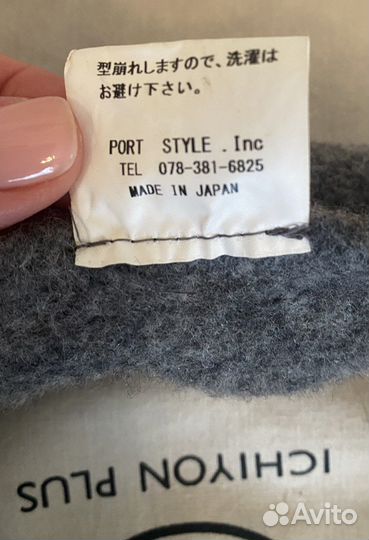 型崩れしますので、洗濯は
お避け下さい。
PORT STYLE .Inc
TEL 078-381-6825
MADE IN JAPAN
ICHIYON PLUS
Avito